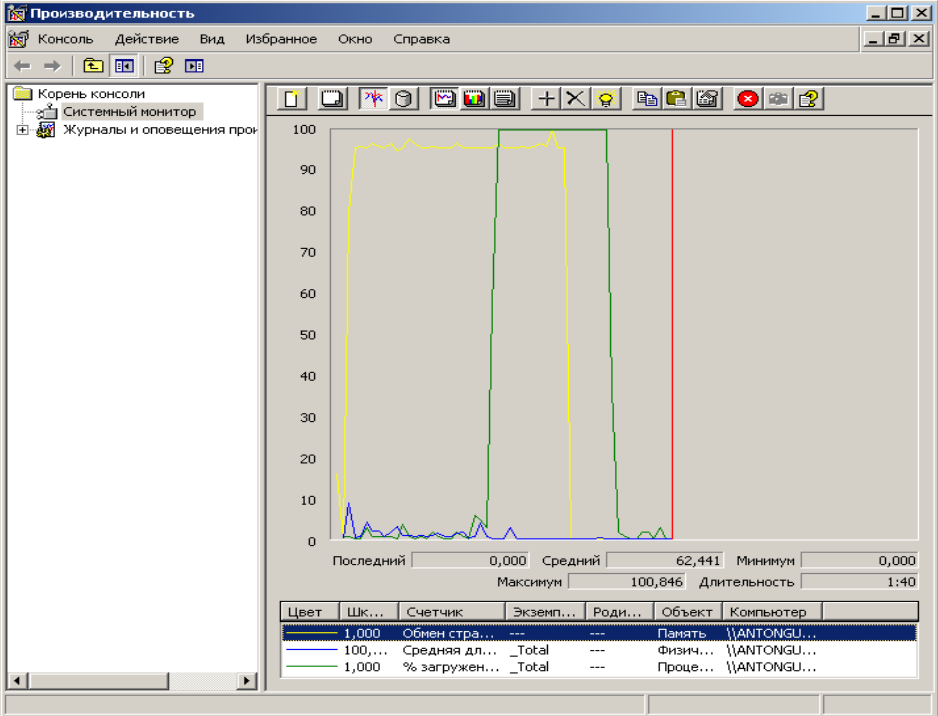 Производительность
Консоль Действие Вид Избранное Окно Справка
Корень консоли
Системный монитор
Журналы и оповещения прои
100
90
80
70
60
50
40
30
20
10
0
Последний 0,000 Средний 62,441 Минимум 0,000
Максимум 100,846 Длительность 1:40
Цвет Шк... Счетчик Экземп... Роди... Объект Компьютер
1,000 Обмен стра... --- --- Память \\ANTONGU...
100,... Средняя дл... _Total --- Физич... \\ANTONGU...
1,000 % загружен... _Total --- Проце... \\ANTONGU...